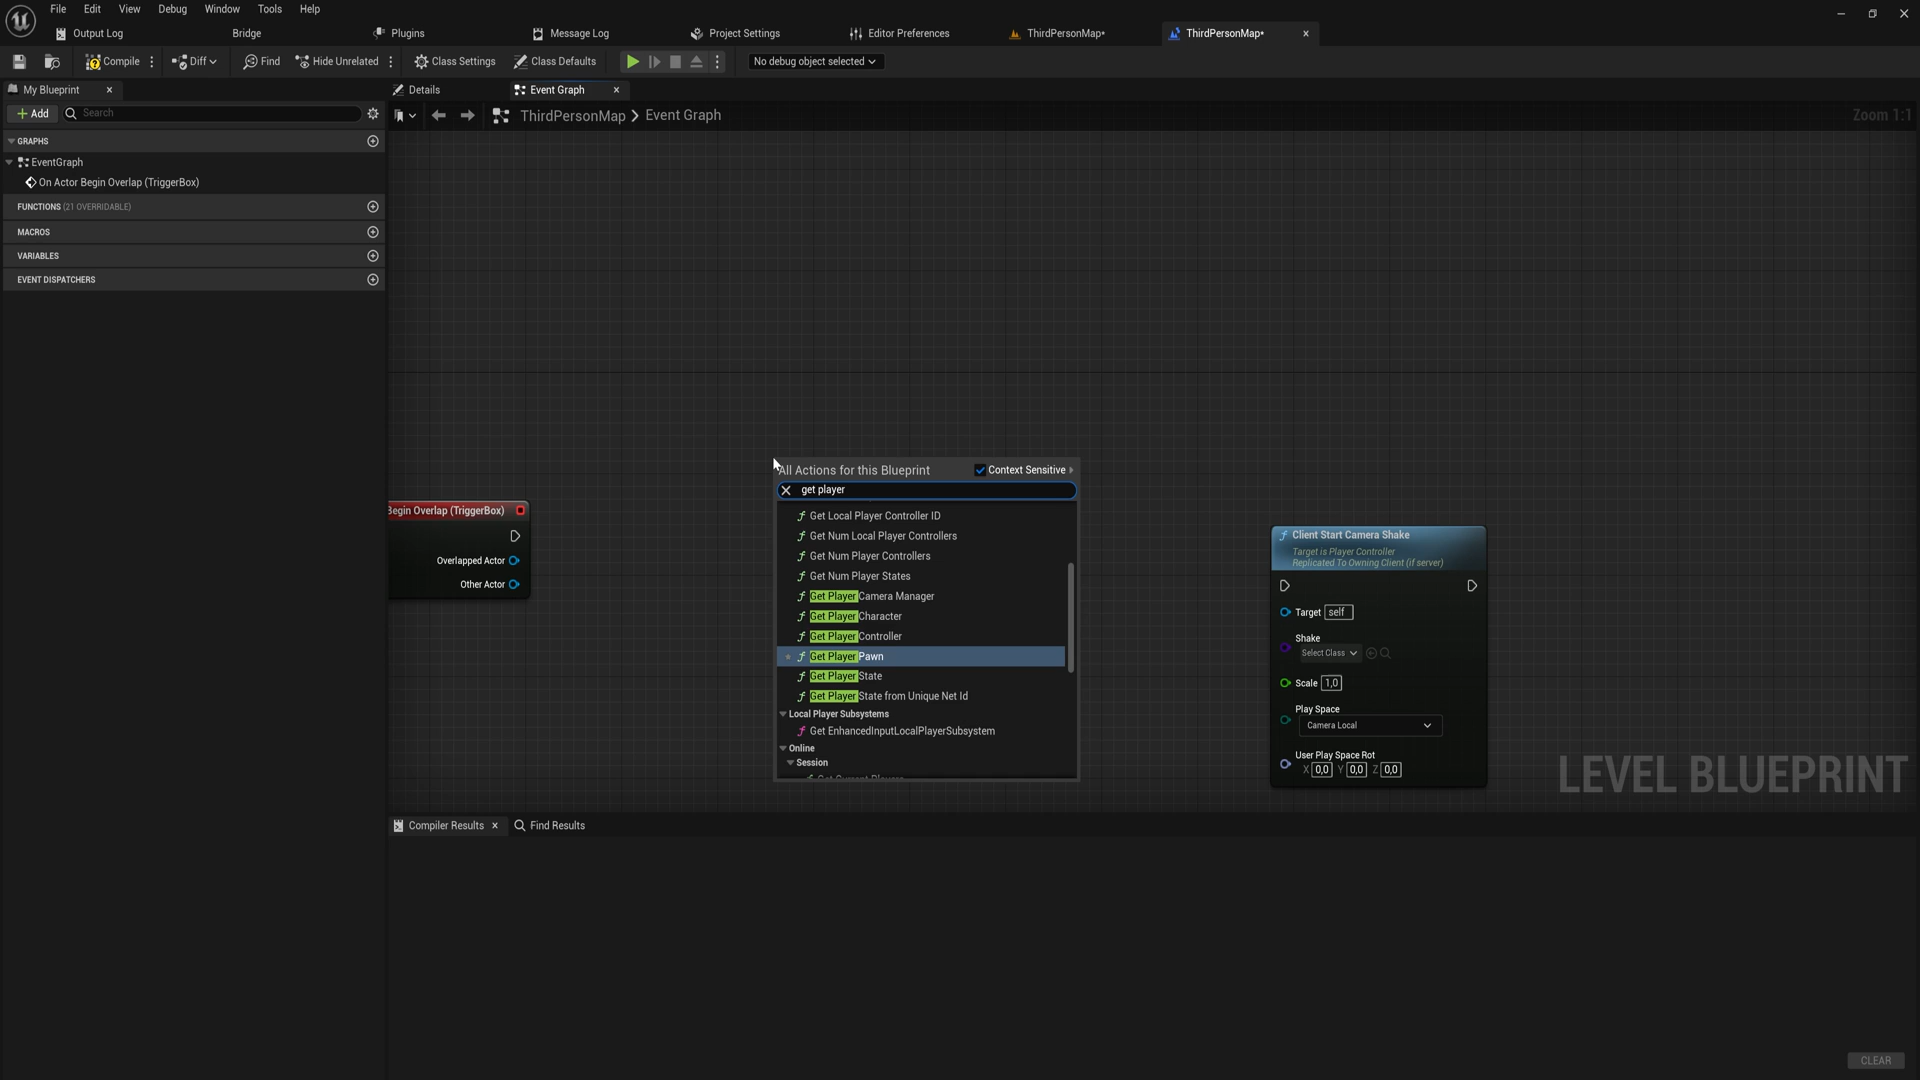 File Edit View Debug Window Tools Help
Output Log Bridge Plugins Message Log Project Settings Editor Preferences ThirdPersonMap* ThirdPersonMap*
Compile Diff Find Hide Unrelated Class Settings Class Defaults No debug object selected
My Blueprint Details Event Graph
Add Search ThirdPersonMap > Event Graph Zoom 1:1
GRAPHS
EventGraph
On Actor Begin Overlap (TriggerBox)
FUNCTIONS (21 OVERRIDABLE)
MACROS
VARIABLES
EVENT DISPATCHERS
Begin Overlap (TriggerBox)
Overlapped Actor
Other Actor
All Actions for this Blueprint Context Sensitive
get player
Get Local Player Controller ID
Get Num Local Player Controllers
Get Num Player Controllers
Get Num Player States
Get Player Camera Manager
Get Player Character
Get Player Controller
Get Player Pawn
Get Player State
Get Player State from Unique Net Id
Local Player Subsystems
Get EnhancedInputLocalPlayerSubsystem
Online
Session
Client Start Camera Shake
Target is Player Controller
Replicated To Owning Client (if server)
Target self
Shake
Select Class
Scale 1,0
Play Space
Camera Local
User Play Space Rot
X 0,0 Y 0,0 Z 0,0
LEVEL BLUEPRINT
Compiler Results Find Results
CLEAR